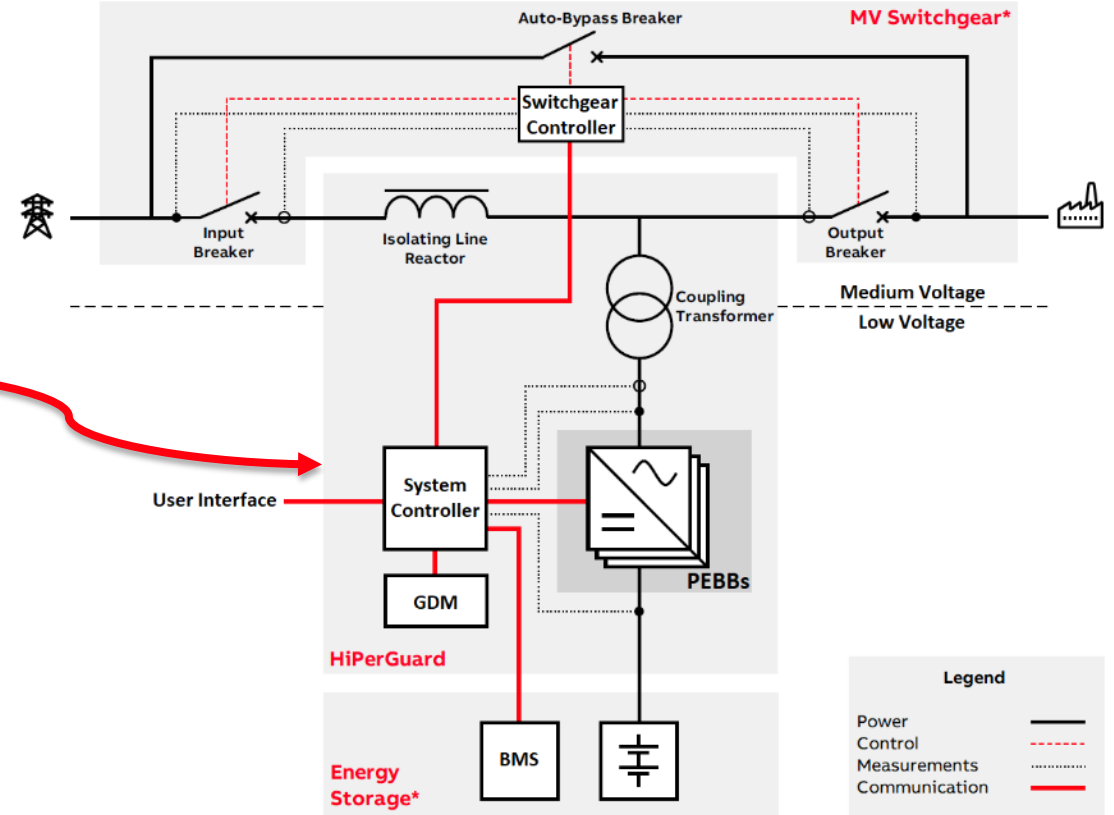 Auto-Bypass Breaker
MV Switchgear*
Switchgear
Controller
Input
Breaker
Isolating Line
Reactor
Output
Breaker
Coupling
Transformer
Medium Voltage
Low Voltage
User Interface
System
Controller
PEBBs
GDM
HiPerGuard
BMS
Energy
Storage*
Legend
Power
Control
Measurements
Communication